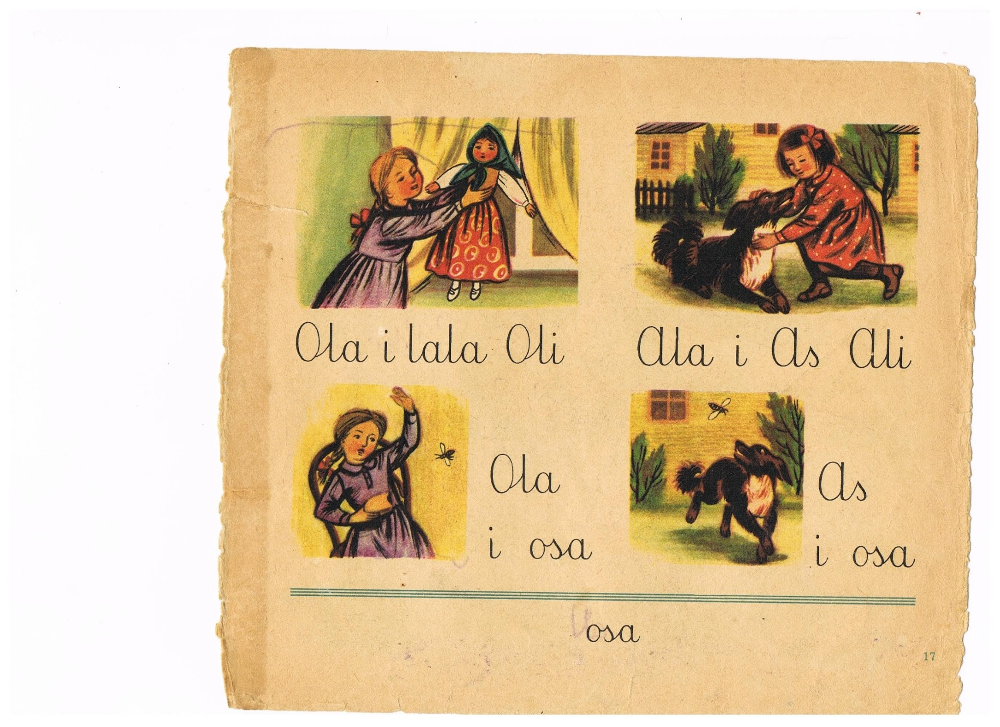 Ola i lala Oli
Ala i As Ali
Ola
i osa
As
i osa
osa
17